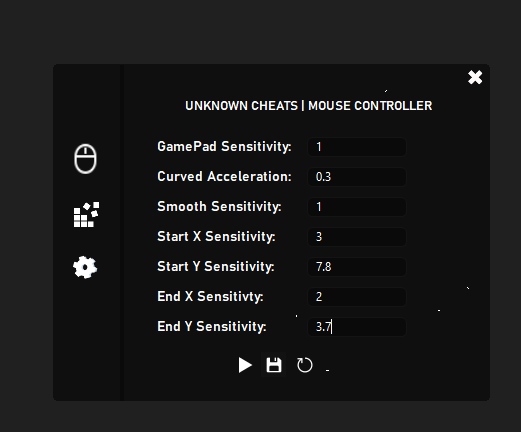 UNKNOWN CHEATS | MOUSE CONTROLLER
GamePad Sensitivity: 1
Curved Acceleration: 0.3
Smooth Sensitivity: 1
Start X Sensitivity: 3
Start Y Sensitivity: 7.8
End X Sensitivty: 2
End Y Sensitivity: 3.7